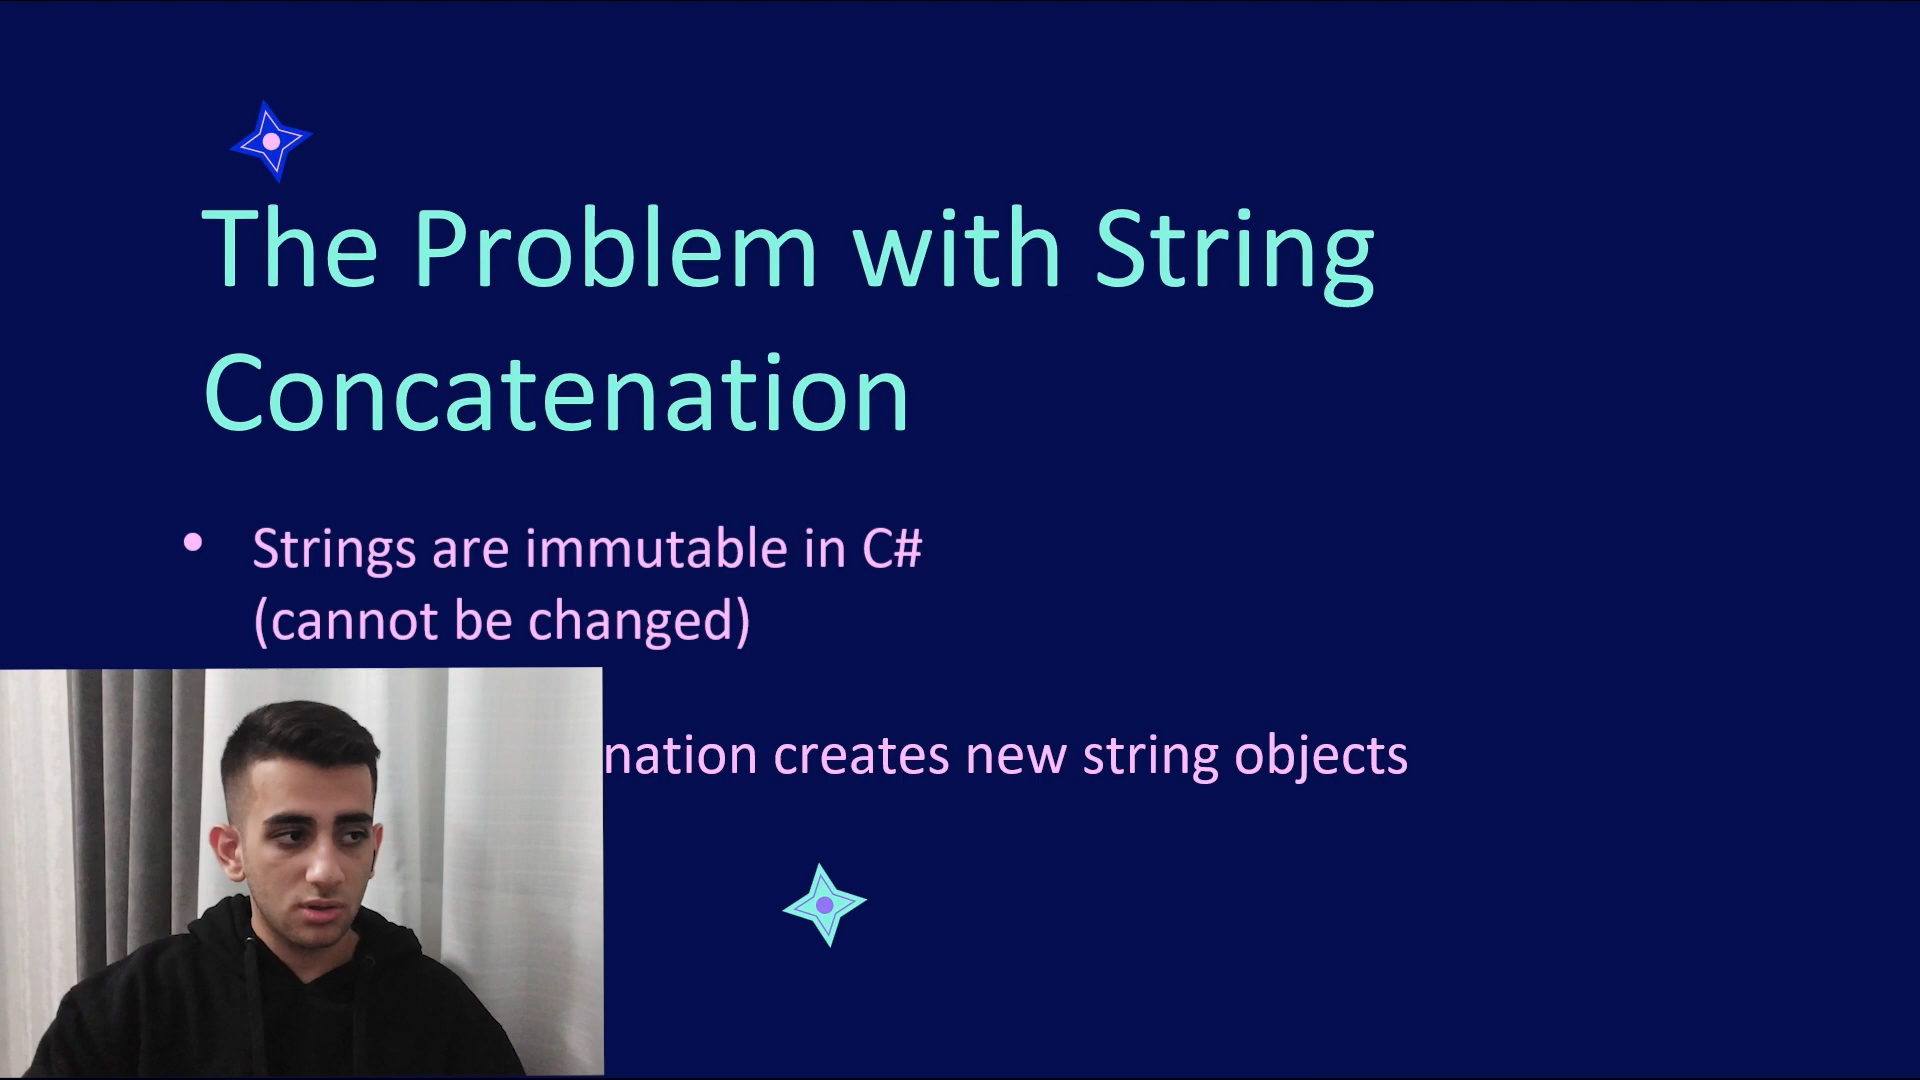 The Problem with String
Concatenation
• Strings are immutable in C#
(cannot be changed)
nation creates new string objects